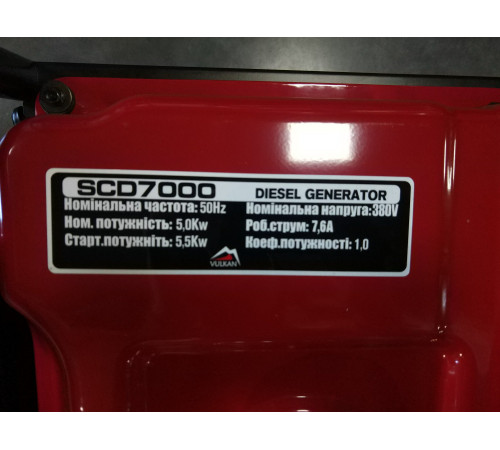 SCD7000 DIESEL GENERATOR
Номінальна частота: 50Hz Номінальна напруга:380V
Ном. потужність: 5,0Kw Роб.струм: 7,6А
Старт.потужніть: 5,5Kw Коеф.потужності: 1,0
VULKAN